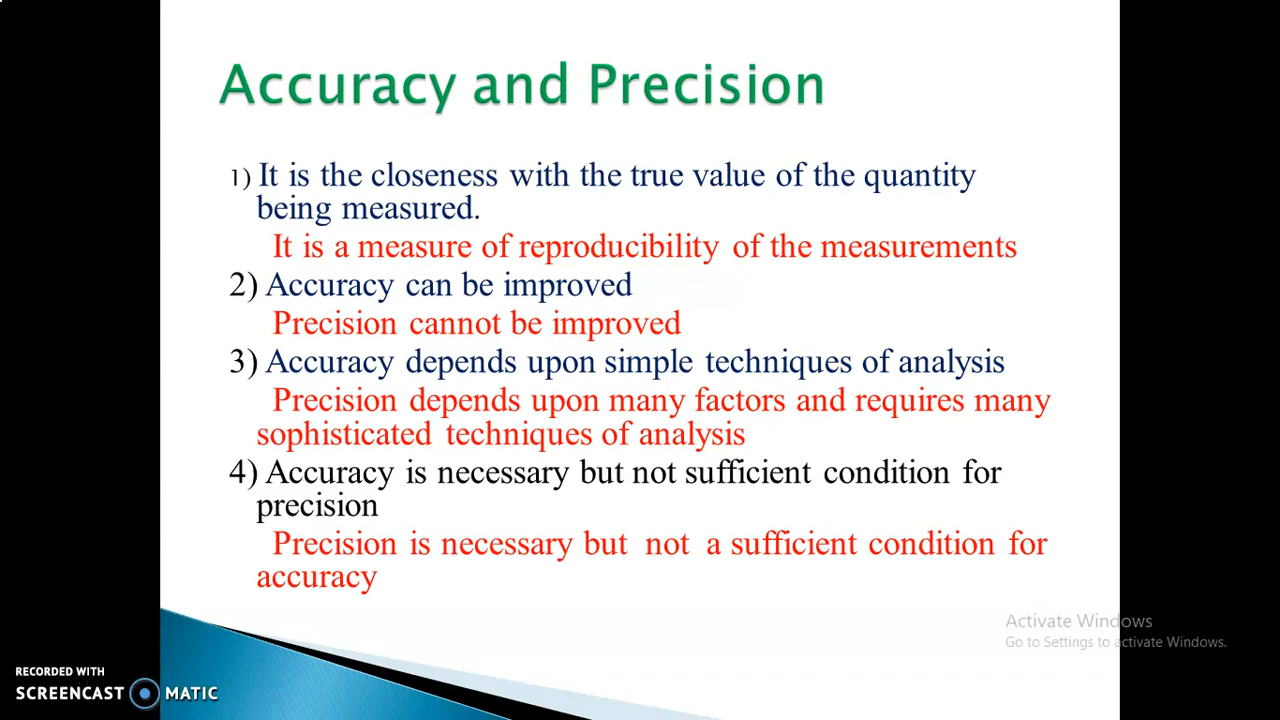 Accuracy and Precision
1) It is the closeness with the true value of the quantity
being measured.
It is a measure of reproducibility of the measurements
2) Accuracy can be improved
Precision cannot be improved
3) Accuracy depends upon simple techniques of analysis
Precision depends upon many factors and requires many
sophisticated techniques of analysis
4) Accuracy is necessary but not sufficient condition for
precision
Precision is necessary but not a sufficient condition for
accuracy
Activate Windows
Go to Settings to activate Windows.
RECORDED WITH
SCREENCAST MATIC